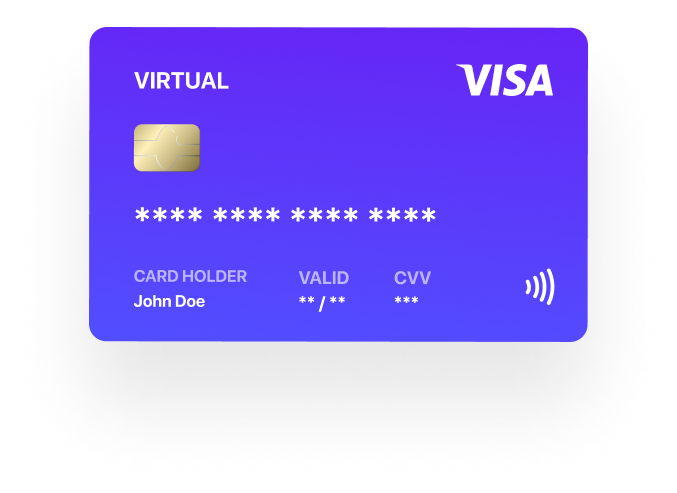 VIRTUAL VISA
**** **** **** ****
CARD HOLDER VALID CVV
John Doe ** / ** ***